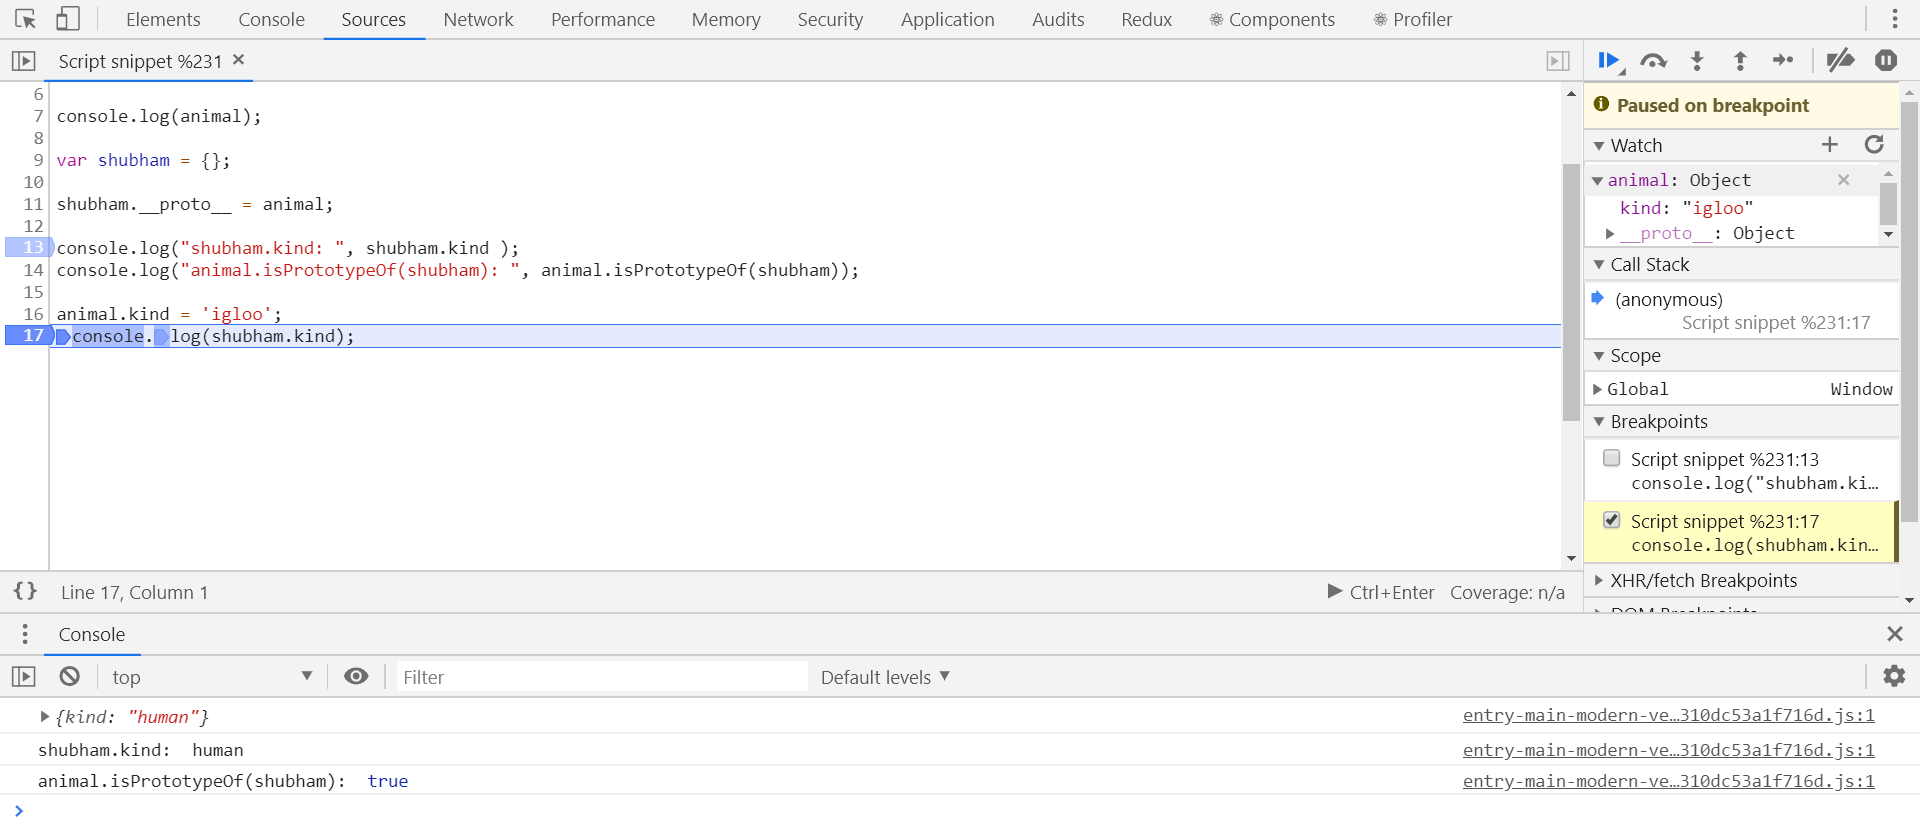 Elements Console Sources Network Performance Memory Security Application Audits Redux Components Profiler
Script snippet %231 ×
6
7 console.log(animal);
8
9 var shubham = {};
10
11 shubham.__proto__ = animal;
12
13 console.log("shubham.kind: ", shubham.kind );
14 console.log("animal.isPrototypeOf(shubham): ", animal.isPrototypeOf(shubham));
15
16 animal.kind = 'igloo';
17 console.log(shubham.kind);
{} Line 17, Column 1 Ctrl+Enter Coverage: n/a
Paused on breakpoint
Watch
animal: Object
kind: "igloo"
__proto__: Object
Call Stack
(anonymous)
Script snippet %231:17
Scope
Global Window
Breakpoints
Script snippet %231:13
console.log("shubham.ki…
Script snippet %231:17
console.log(shubham.kin…
XHR/fetch Breakpoints
DOM Breakpoints
Console
top Filter Default levels
{kind: "human"} entry-main-modern-ve…310dc53a1f716d.js:1
shubham.kind: human entry-main-modern-ve…310dc53a1f716d.js:1
animal.isPrototypeOf(shubham): true entry-main-modern-ve…310dc53a1f716d.js:1